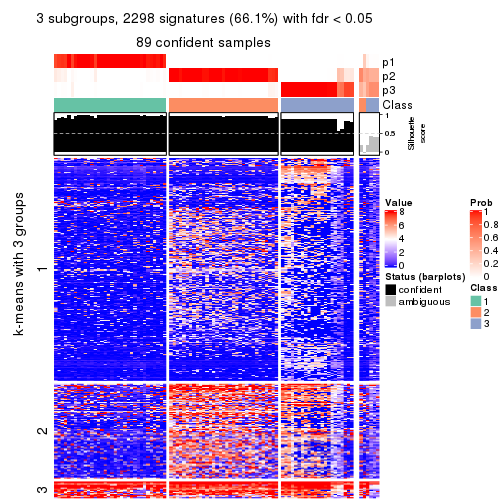 3 subgroups, 2298 signatures (66.1%) with fdr < 0.05
89 confident samples
p1
p2
p3
Class
1
0.5
0
Silhouette
score
k-means with 3 groups
1
2
3
Value
8
6
4
2
0
Status (barplots)
confident
ambiguous
Prob
1
0.8
0.6
0.4
0.2
0
Class
1
2
3